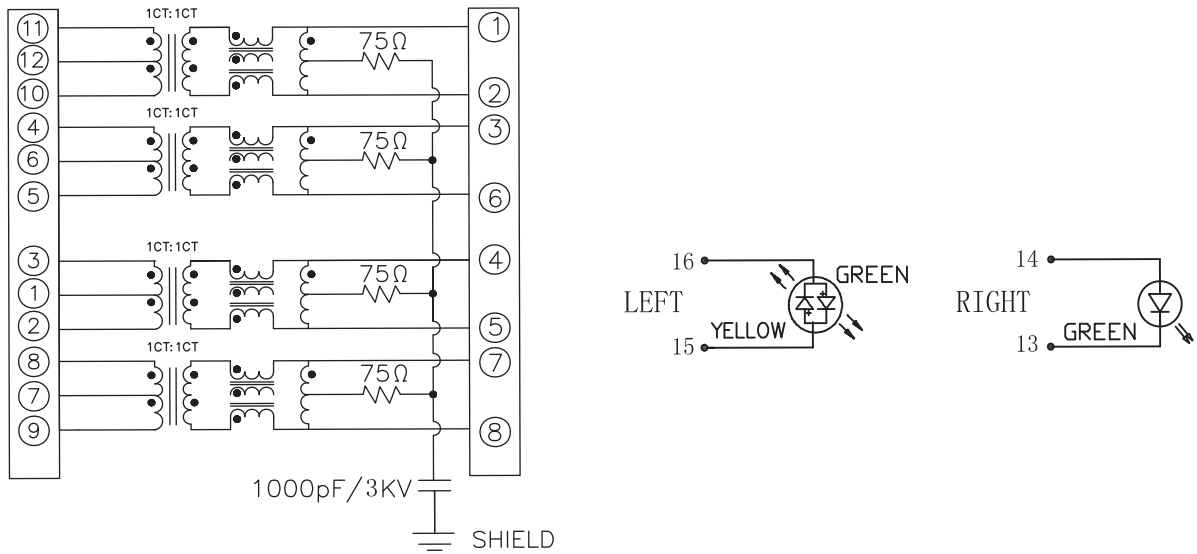 1CT:1CT
11
12
10
75Ω
1
2
1CT:1CT
4
6
5
75Ω
3
6
1CT:1CT
3
1
2
75Ω
4
5
1CT:1CT
8
7
9
75Ω
7
8
1000pF/3KV
SHIELD
16
LEFT
15
GREEN
YELLOW
14
RIGHT
13
GREEN